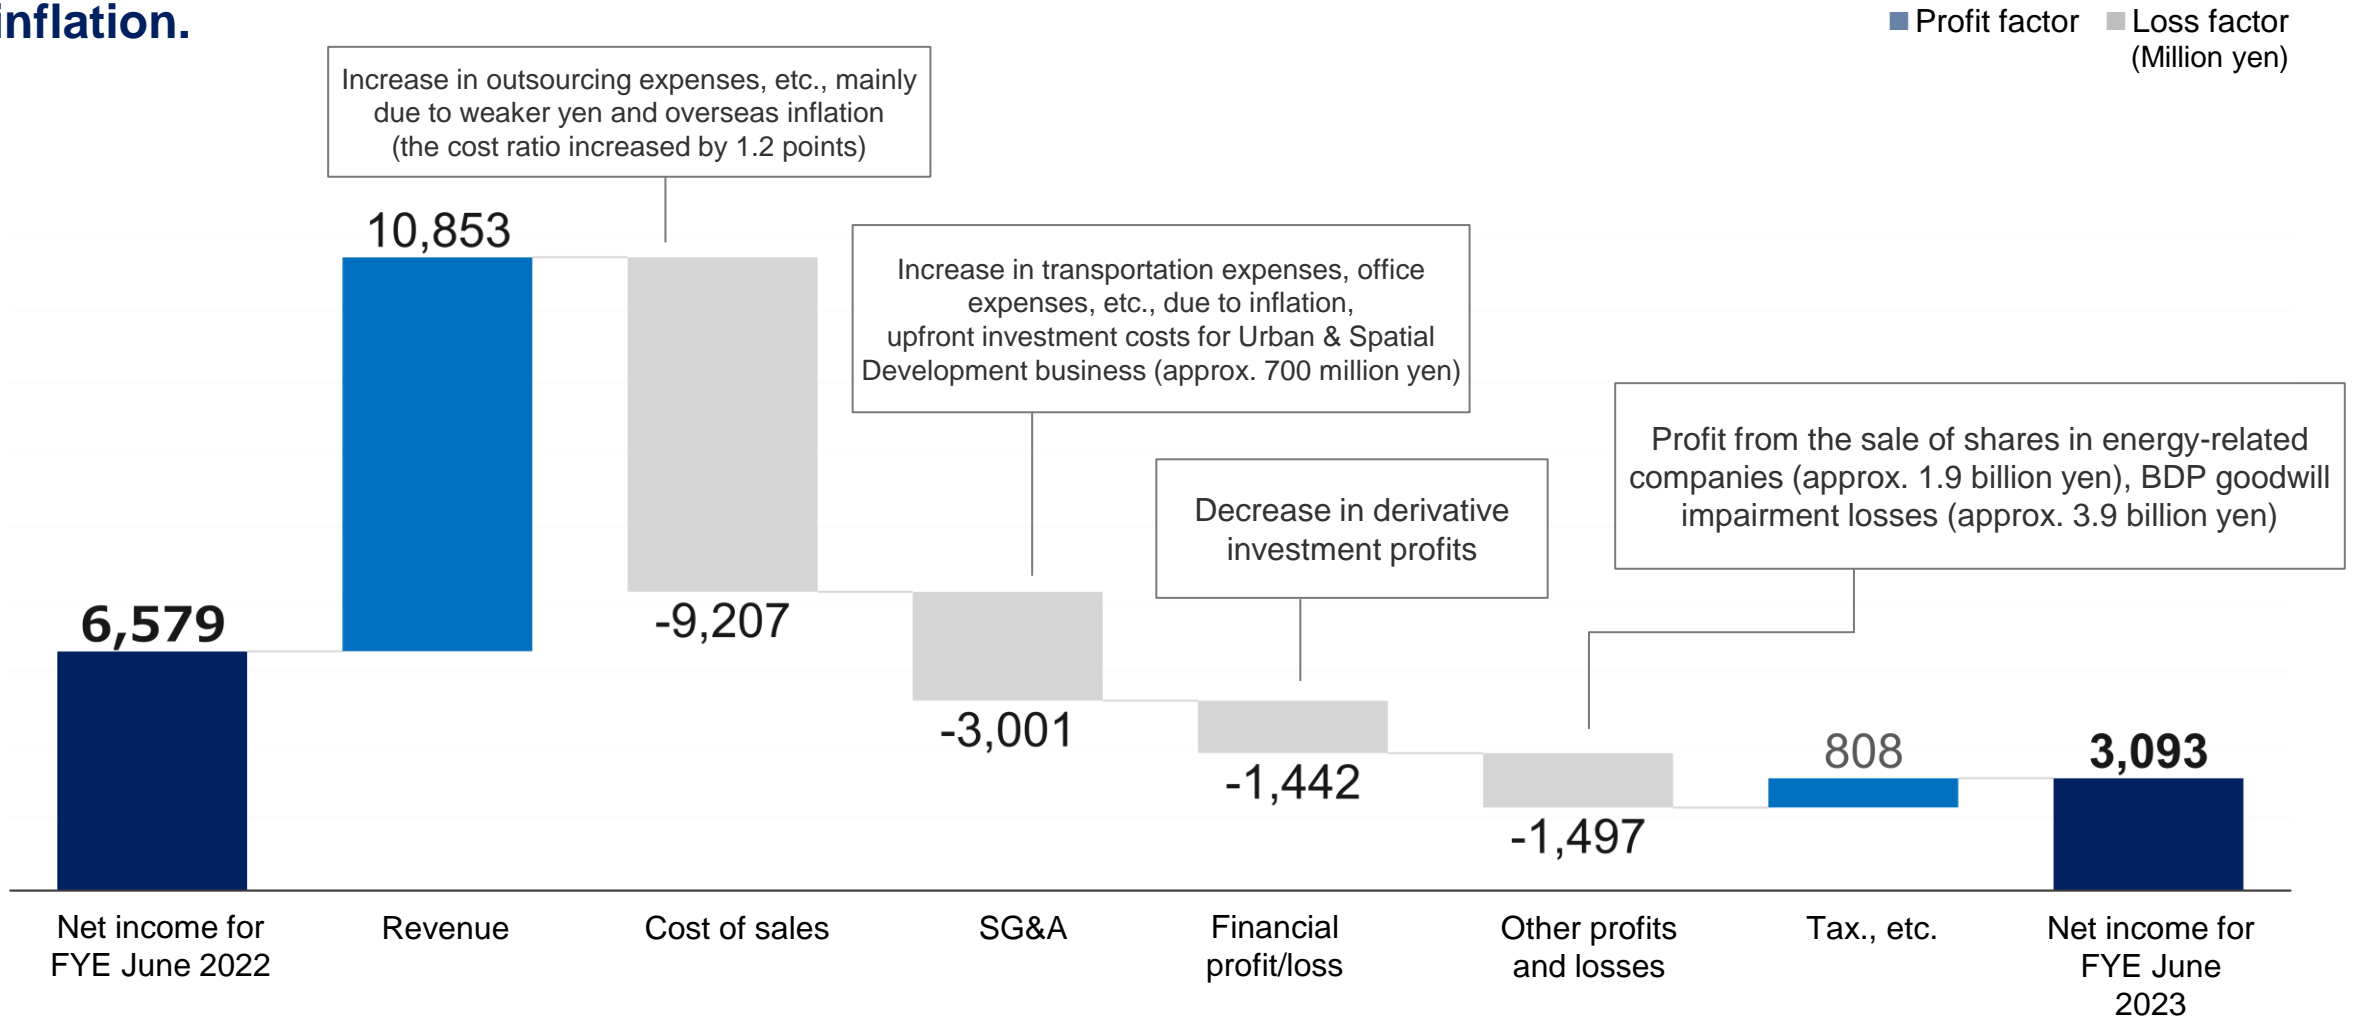 inflation.
Profit factor
Loss factor
(Million yen)
Increase in outsourcing expenses, etc., mainly
due to weaker yen and overseas inflation
(the cost ratio increased by 1.2 points)
10,853
Increase in transportation expenses, office
expenses, etc., due to inflation,
upfront investment costs for Urban & Spatial
Development business (approx. 700 million yen)
Profit from the sale of shares in energy-related
companies (approx. 1.9 billion yen), BDP goodwill
impairment losses (approx. 3.9 billion yen)
Decrease in derivative
investment profits
6,579
-9,207
-3,001
-1,442
-1,497
808
3,093
Net income for
FYE June 2022
Revenue
Cost of sales
SG&A
Financial
profit/loss
Other profits
and losses
Tax., etc.
Net income for
FYE June
2023